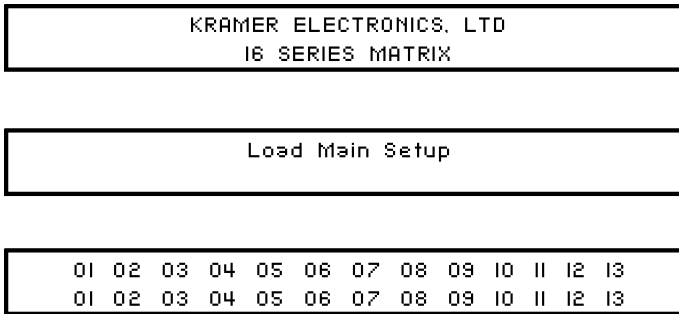 KRAMER ELECTRONICS, LTD
16 SERIES MATRIX
Load Main Setup
01 02 03 04 05 06 07 08 09 10 11 12 13
01 02 03 04 05 06 07 08 09 10 11 12 13